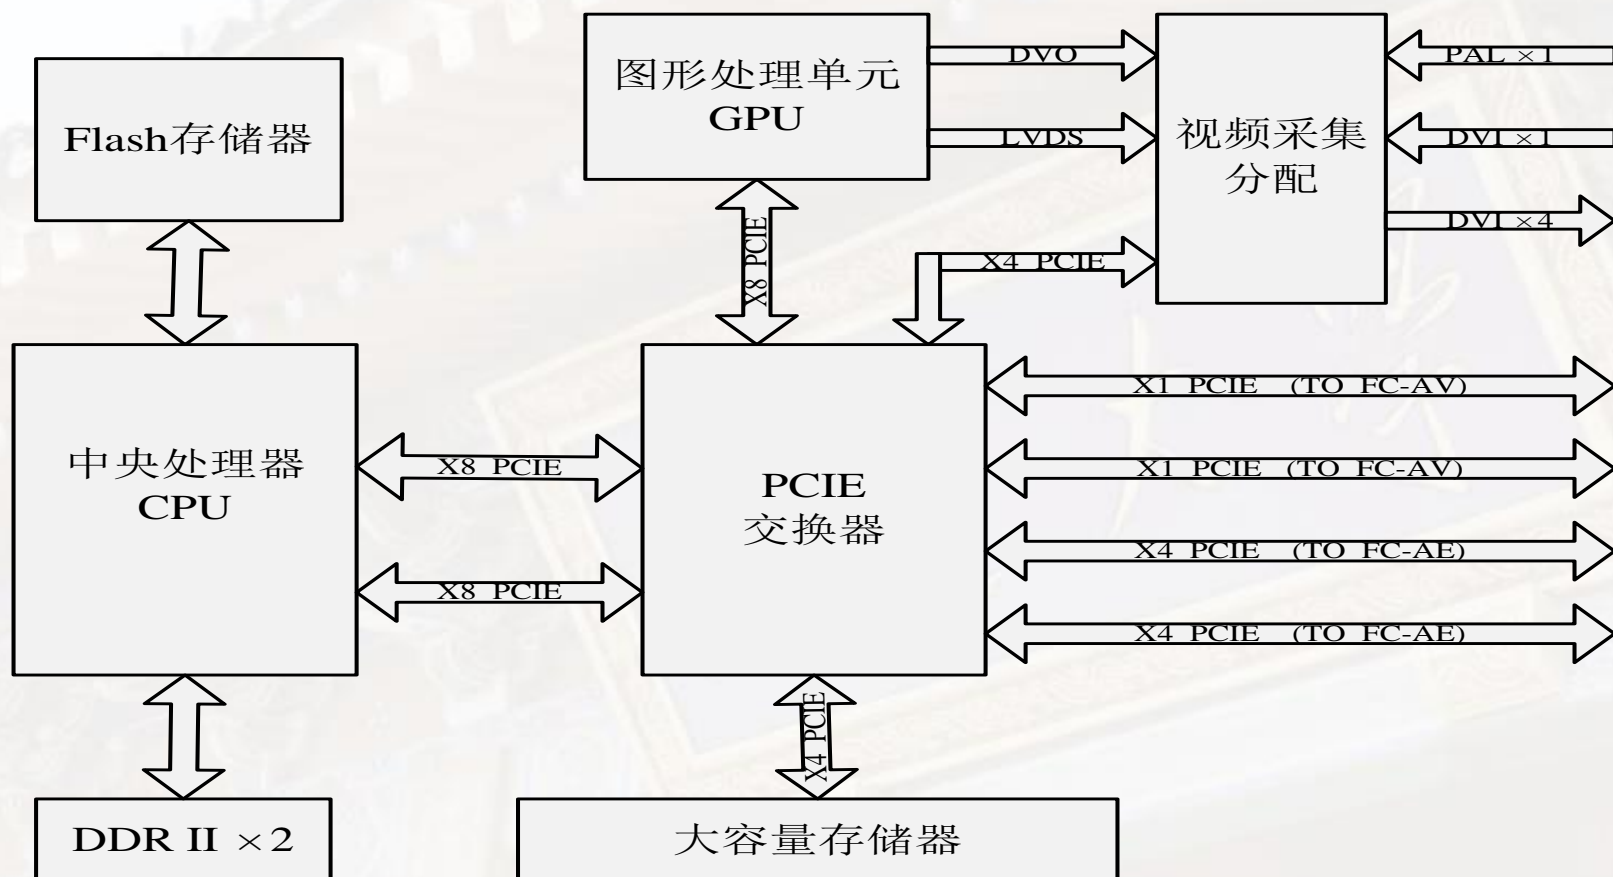 图形处理单元
GPU
DVO
LVDS
PAL ×1
DVI ×1
DVI ×4
视频采集
分配
Flash存储器
X8 PCIE
X4 PCIE
中央处理器
CPU
X8 PCIE
X8 PCIE
PCIE
交换器
X1 PCIE (TO FC-AV)
X1 PCIE (TO FC-AV)
X4 PCIE (TO FC-AE)
X4 PCIE (TO FC-AE)
X4 PCIE
DDR II ×2
大容量存储器